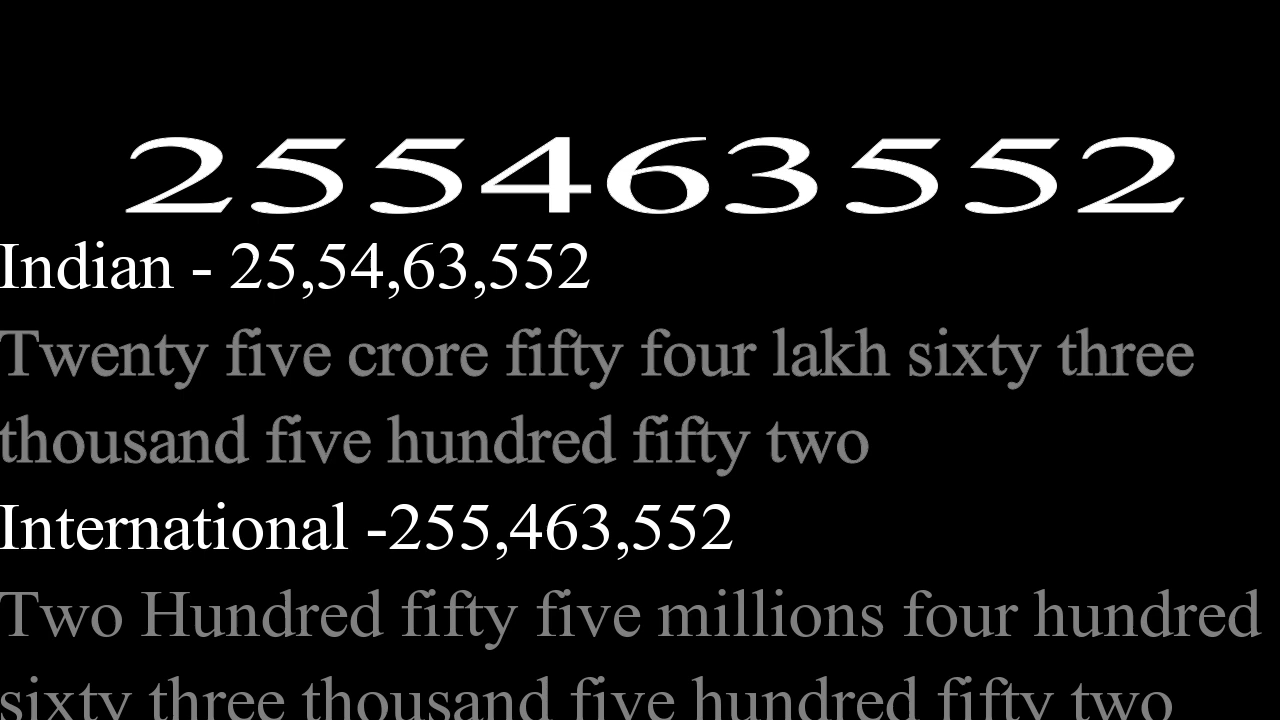 255463552
Indian - 25,54,63,552
Twenty five crore fifty four lakh sixty three
thousand five hundred fifty two
International -255,463,552
Two Hundred fifty five millions four hundred
sixty three thousand five hundred fifty two